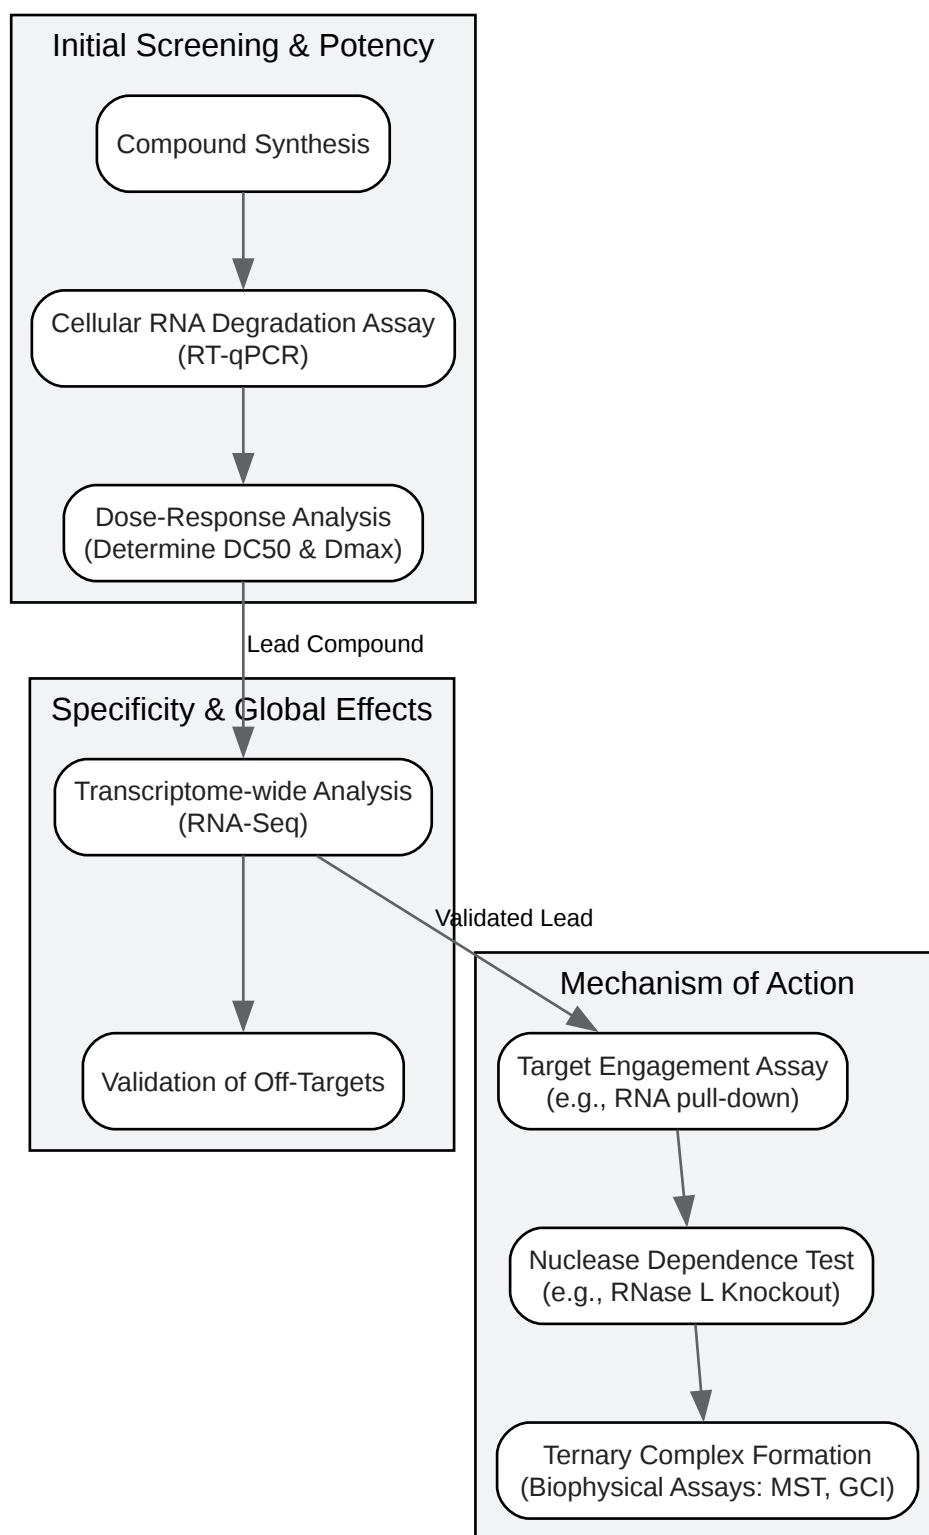 Initial Screening & Potency
Compound Synthesis
Cellular RNA Degradation Assay
(RT-qPCR)
Dose-Response Analysis
(Determine DC50 & Dmax)
Lead Compound
Specificity & Global Effects
Transcriptome-wide Analysis
(RNA-Seq)
Validated Lead
Mechanism of Action
Validation of Off-Targets
Target Engagement Assay
(e.g., RNA pull-down)
Nuclease Dependence Test
(e.g., RNase L Knockout)
Ternary Complex Formation
(Biophysical Assays: MST, GCI)